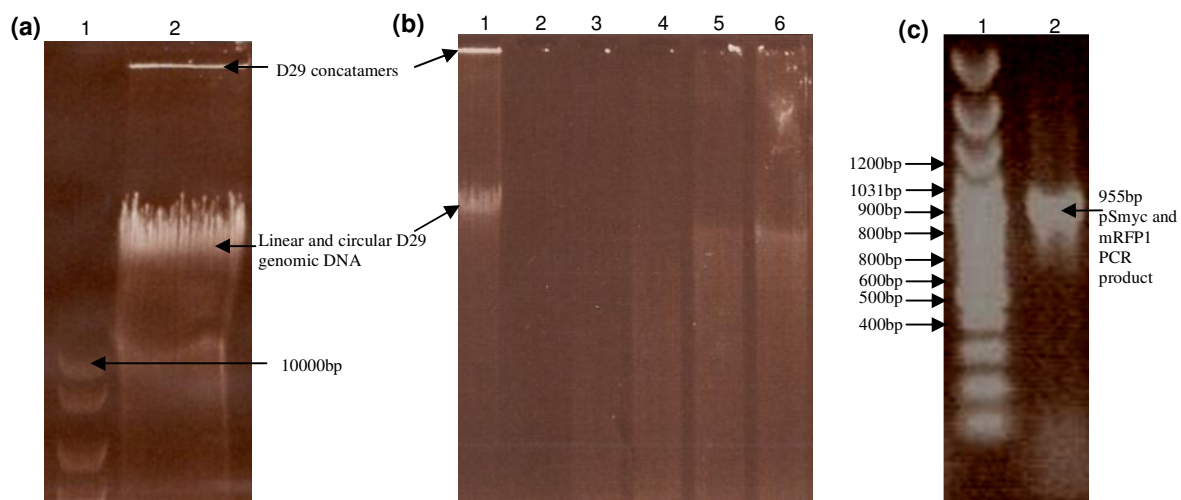 (a)
1 2
(b)
1 2 3 4 5 6
(c)
1 2
D29 concatamers
Linear and circular D29
genomic DNA
10000bp
1200bp
1031bp
900bp
800bp
800bp
600bp
500bp
400bp
955bp
pSmyc and
mRFP1
PCR
product